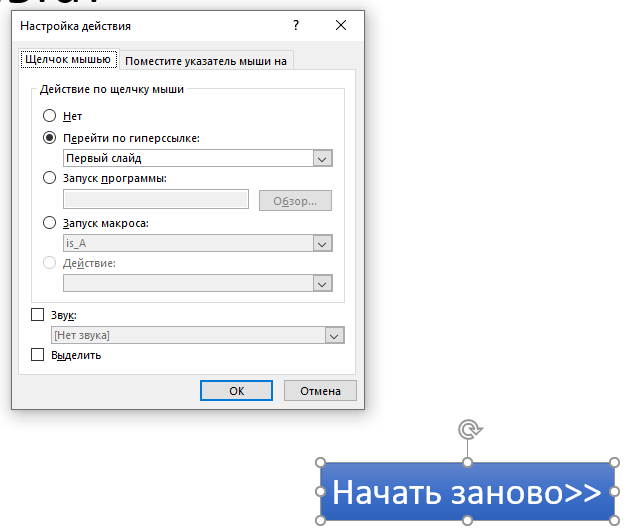 Настройка действия
?
Щелчок мышью
Поместите указатель мыши на
Действие по щелчку мыши
Нет
Перейти по гиперссылке:
Первый слайд
Запуск программы:
Обзор...
Запуск макроса:
is_A
Действие:
Звук:
[Нет звука]
Выделить
ОК
Отмена
Начать заново>>